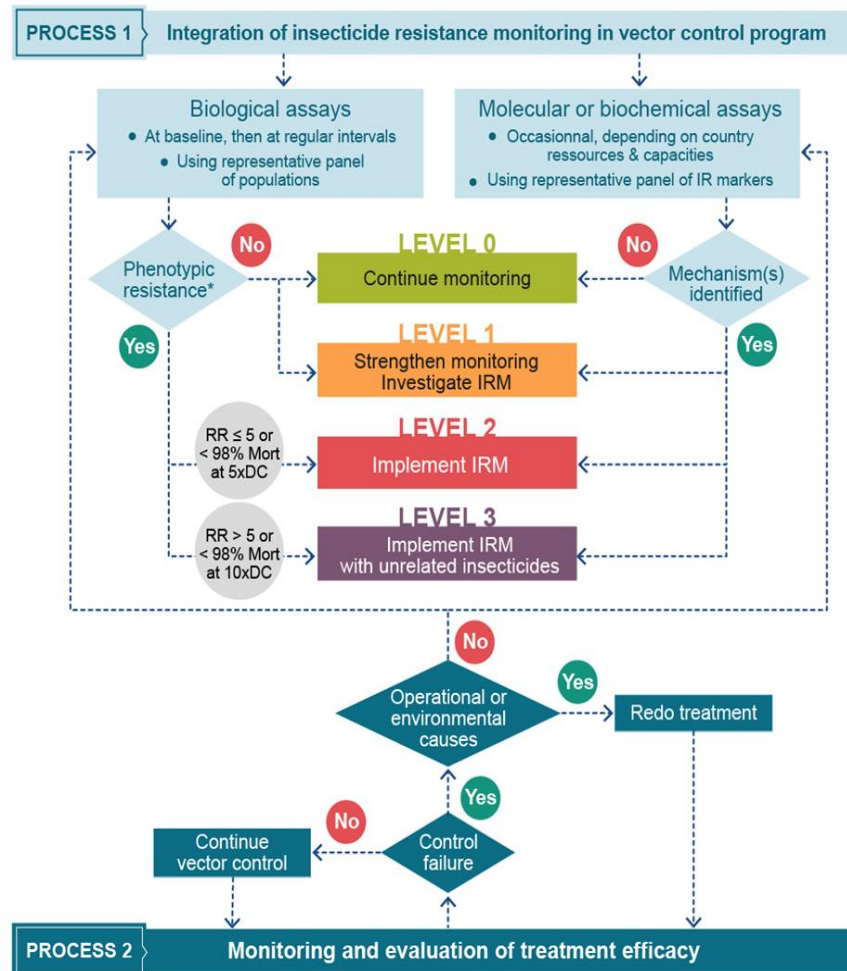 PROCESS 1
Integration of insecticide resistance monitoring in vector control program
Biological assays
• At baseline, then at regular intervals
• Using representative panel
of populations
Molecular or biochemical assays
• Occasionnal, depending on country
ressources & capacities
• Using representative panel of IR markers
Phenotypic
resistance*
No
Yes
LEVEL 0
Continue monitoring
No
Mechanism(s)
identified
Yes
LEVEL 1
Strengthen monitoring
Investigate IRM
RR ≤ 5 or
< 98% Mort
at 5xDC
LEVEL 2
Implement IRM
RR > 5 or
< 98% Mort
at 10xDC
LEVEL 3
Implement IRM
with unrelated insecticides
No
Operational or
environmental
causes
Yes
Redo treatment
Yes
No
Continue
vector control
Control
failure
PROCESS 2
Monitoring and evaluation of treatment efficacy